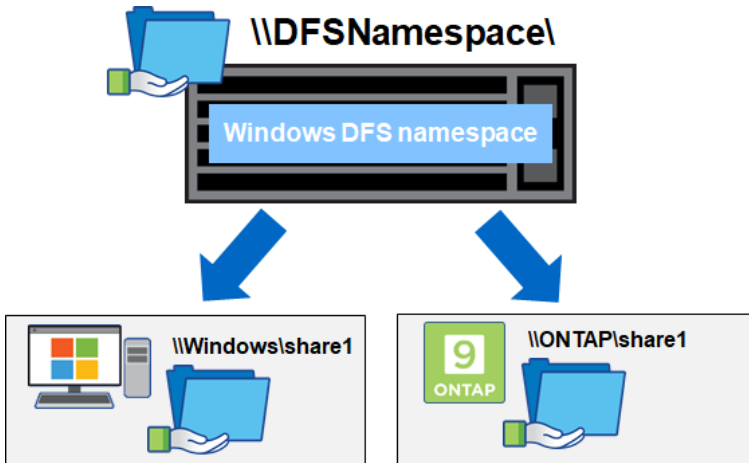 \\DFSNamespace\
Windows DFS namespace
\\Windows\share1
\\ONTAP\share1
9
ONTAP